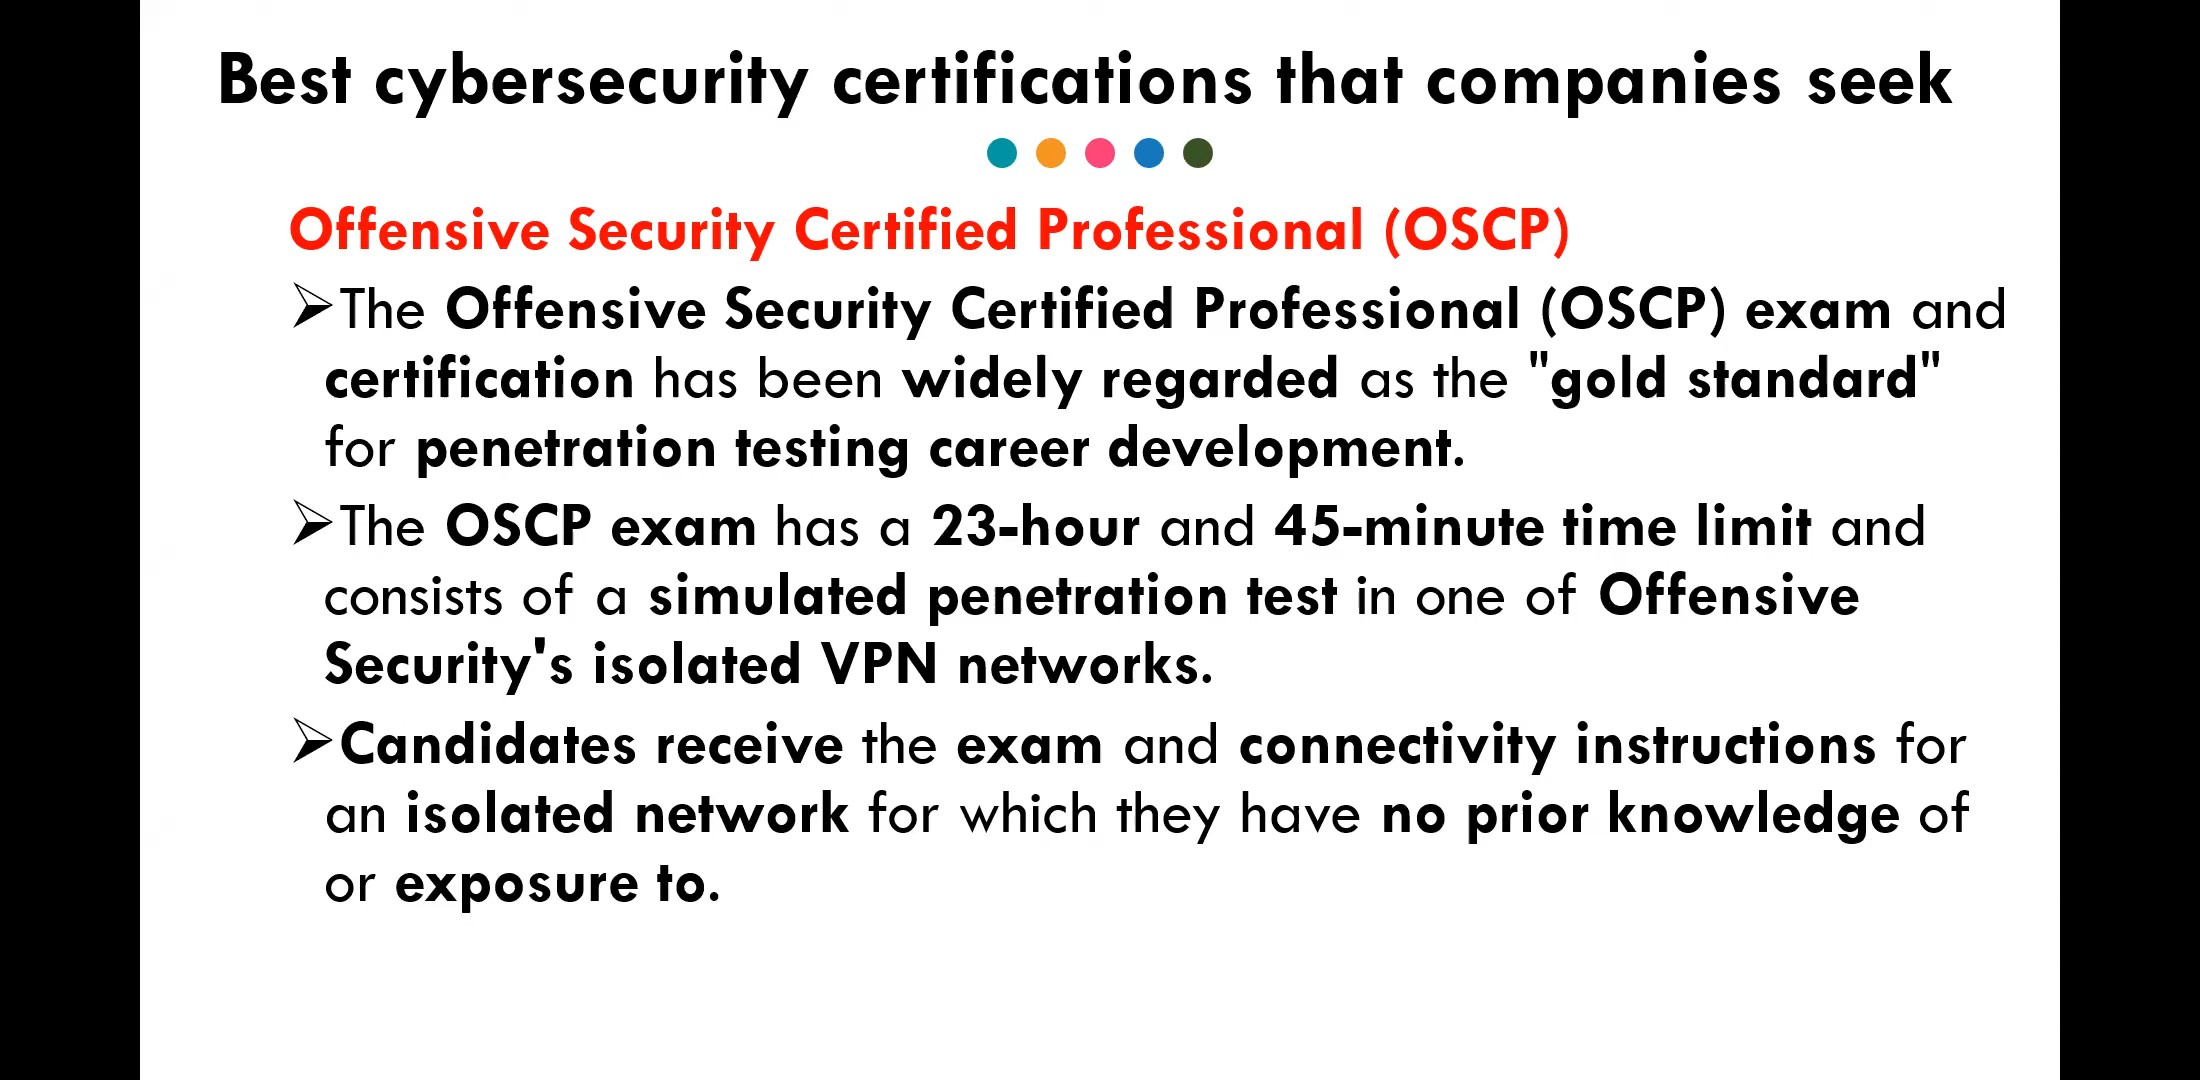 Best cybersecurity certifications that companies seek
Offensive Security Certified Professional (OSCP)
➢The Offensive Security Certified Professional (OSCP) exam and
certification has been widely regarded as the "gold standard"
for penetration testing career development.
➢The OSCP exam has a 23-hour and 45-minute time limit and
consists of a simulated penetration test in one of Offensive
Security's isolated VPN networks.
➢Candidates receive the exam and connectivity instructions for
an isolated network for which they have no prior knowledge of
or exposure to.